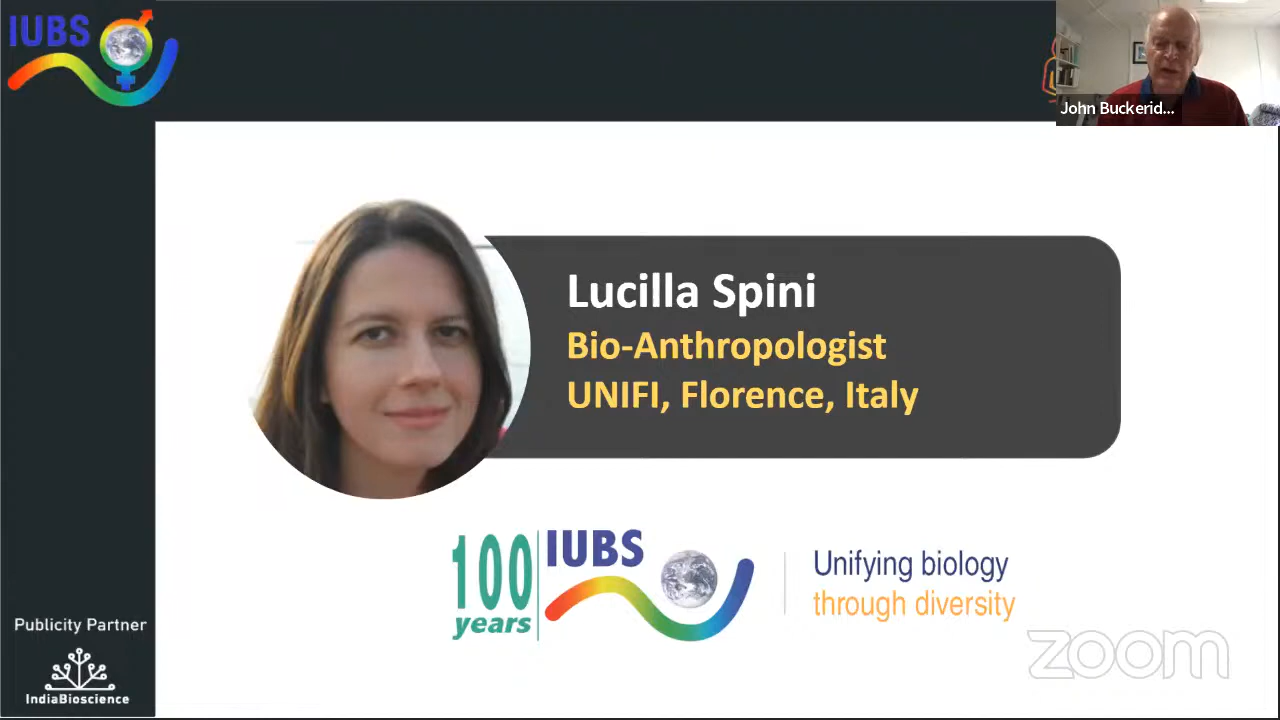 IUBS
John Buckerid...
Lucilla Spini
Bio-Anthropologist
UNIFI, Florence, Italy
100
years
IUBS
Unifying biology
through diversity
zoom
Publicity Partner
IndiaBioscience